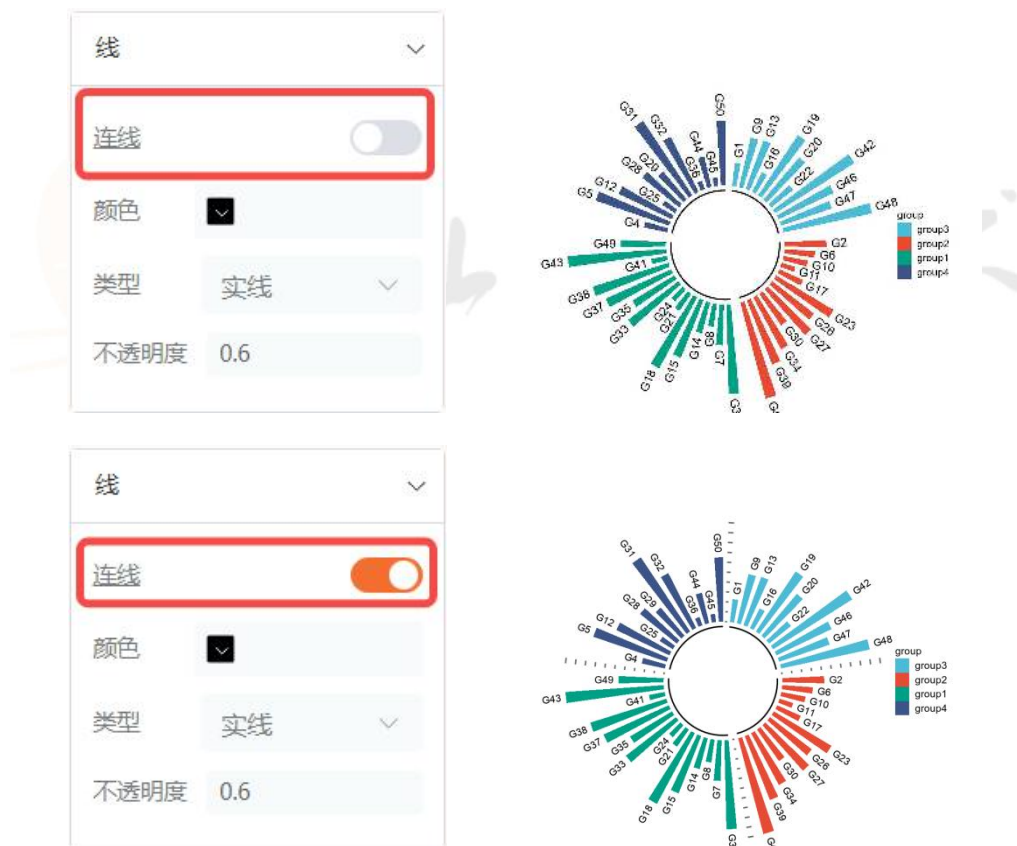 线
连线
颜色
类型 实线
不透明度 0.6
G50
G31
G32
G9
G13
G19
G44
G1
G20
G42
G36
G45
G16
G28
G29
G22
G46
G12
G25
G47
G5
G4
G48
group
group3
group2
group1
group4
G49
G2
G43
G41
G6
G10
G11
G38
G17
G37
G35
G24
G23
G33
G21
G26
G27
G14
G8
G30
G18
G15
G7
G34
G39
G3
线
连线
颜色
类型 实线
不透明度 0.6
G50
G31
G32
G9
G13
G19
G44
G1
G20
G42
G36
G45
G16
G28
G29
G22
G46
G12
G25
G47
G5
G4
G48
group
group3
group2
group1
group4
G49
G2
G43
G41
G6
G10
G11
G38
G17
G37
G35
G24
G23
G33
G21
G26
G27
G14
G8
G30
G18
G15
G7
G34
G39
G3